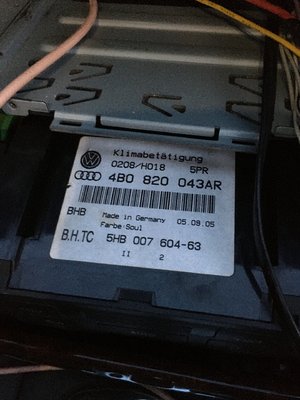 Klimabetätigung
0208/H018 5PR
4B0 820 043AR
BHB Made in Germany 05.09.05
Farbe:Soul
B.H.TC 5HB 007 604-63
II 2